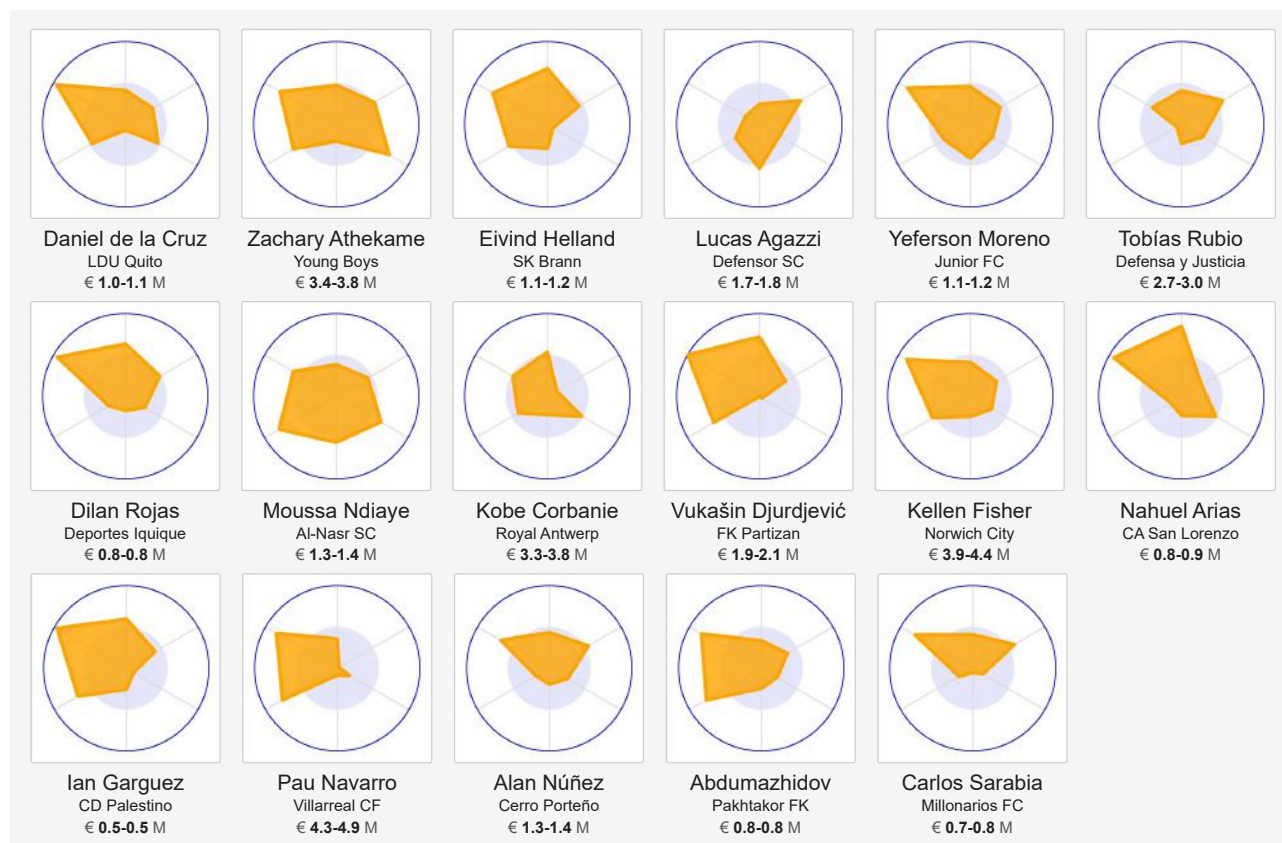 Daniel de la Cruz
LDU Quito
€ 1.0-1.1 M
Zachary Athekame
Young Boys
€ 3.4-3.8 M
Eivind Helland
SK Brann
€ 1.1-1.2 M
Lucas Agazzi
Defensor SC
€ 1.7-1.8 M
Yeferson Moreno
Junior FC
€ 1.1-1.2 M
Tobías Rubio
Defensa y Justicia
€ 2.7-3.0 M
Dilan Rojas
Deportes Iquique
€ 0.8-0.8 M
Moussa Ndiaye
Al-Nasr SC
€ 1.3-1.4 M
Kobe Corbanie
Royal Antwerp
€ 3.3-3.8 M
Vukašin Djurdjević
FK Partizan
€ 1.9-2.1 M
Kellen Fisher
Norwich City
€ 3.9-4.4 M
Nahuel Arias
CA San Lorenzo
€ 0.8-0.9 M
Ian Garguez
CD Palestino
€ 0.5-0.5 M
Pau Navarro
Villarreal CF
€ 4.3-4.9 M
Alan Núñez
Cerro Porteño
€ 1.3-1.4 M
Abdumazhidov
Pakhtakor FK
€ 0.8-0.8 M
Carlos Sarabia
Millonarios FC
€ 0.7-0.8 M